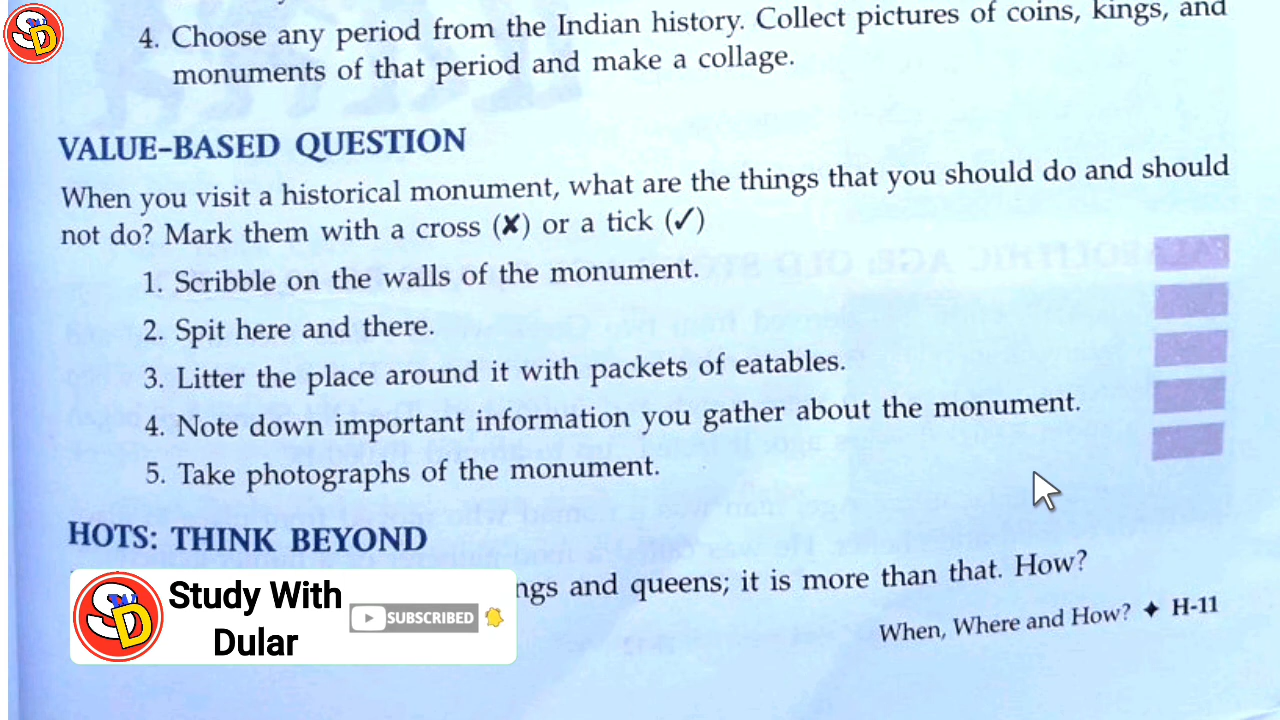 SD
4. Choose any period from the Indian history. Collect pictures of coins, kings, and
monuments of that period and make a collage.
VALUE-BASED QUESTION
When you visit a historical monument, what are the things that you should do and should
not do? Mark them with a cross (✘) or a tick (✓)
1. Scribble on the walls of the monument.
2. Spit here and there.
3. Litter the place around it with packets of eatables.
4. Note down important information you gather about the monument.
5. Take photographs of the monument.
HOTS: THINK BEYOND
ngs and queens; it is more than that. How?
SD
Study With
Dular
SUBSCRIBED
When, Where and How? ✦ H-11